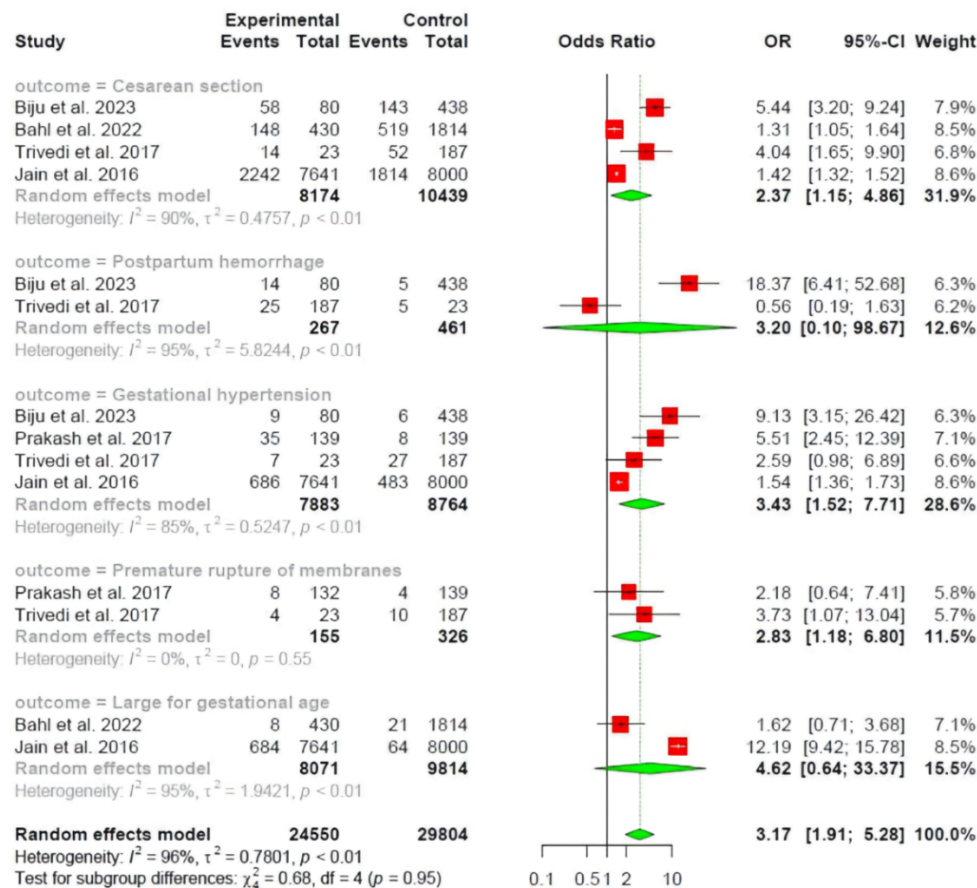 Experimental Control
Study Events Total Events Total Odds Ratio OR 95%-CI Weight
outcome = Cesarean section
Biju et al. 2023 58 80 143 438 5.44 [3.20; 9.24] 7.9%
Bahl et al. 2022 148 430 519 1814 1.31 [1.05; 1.64] 8.5%
Trivedi et al. 2017 14 23 52 187 4.04 [1.65; 9.90] 6.8%
Jain et al. 2016 2242 7641 1814 8000 1.42 [1.32; 1.52] 8.6%
Random effects model 8174 10439 2.37 [1.15; 4.86] 31.9%
Heterogeneity: I² = 90%, τ² = 0.4757, p < 0.01
outcome = Postpartum hemorrhage
Biju et al. 2023 14 80 5 438 18.37 [6.41; 52.68] 6.3%
Trivedi et al. 2017 25 187 5 23 0.56 [0.19; 1.63] 6.2%
Random effects model 267 461 3.20 [0.10; 98.67] 12.6%
Heterogeneity: I² = 95%, τ² = 5.8244, p < 0.01
outcome = Gestational hypertension
Biju et al. 2023 9 80 6 438 9.13 [3.15; 26.42] 6.3%
Prakash et al. 2017 35 139 8 139 5.51 [2.45; 12.39] 7.1%
Trivedi et al. 2017 7 23 27 187 2.59 [0.98; 6.89] 6.6%
Jain et al. 2016 686 7641 483 8000 1.54 [1.36; 1.73] 8.6%
Random effects model 7883 8764 3.43 [1.52; 7.71] 28.6%
Heterogeneity: I² = 85%, τ² = 0.5247, p < 0.01
outcome = Premature rupture of membranes
Prakash et al. 2017 8 132 4 139 2.18 [0.64; 7.41] 5.8%
Trivedi et al. 2017 4 23 10 187 3.73 [1.07; 13.04] 5.7%
Random effects model 155 326 2.83 [1.18; 6.80] 11.5%
Heterogeneity: I² = 0%, τ² = 0, p = 0.55
outcome = Large for gestational age
Bahl et al. 2022 8 430 21 1814 1.62 [0.71; 3.68] 7.1%
Jain et al. 2016 684 7641 64 8000 12.19 [9.42; 15.78] 8.5%
Random effects model 8071 9814 4.62 [0.64; 33.37] 15.5%
Heterogeneity: I² = 95%, τ² = 1.9421, p < 0.01
Random effects model 24550 29804 3.17 [1.91; 5.28] 100.0%
Heterogeneity: I² = 96%, τ² = 0.7801, p < 0.01
Test for subgroup differences: χ²₄ = 0.68, df = 4 (p = 0.95)
0.1 0.5 1 2 10